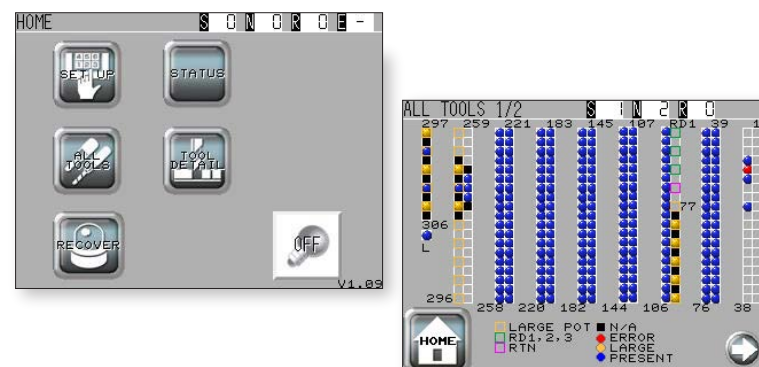 HOME S 0 N 0 R 0 E -
SET UP
STATUS
ALL TOOLS
TOOL DETAIL
RECOVER
OFF
V1.09
ALL TOOLS 1/2 S 1 N 2 R 0
297 259 221 183 145 107 RD1 39 1
77
306
L
296
258 220 182 144 106 76 38
LARGE POT N/A
RD1,2,3 ERROR
RTN LARGE
PRESENT
HOME